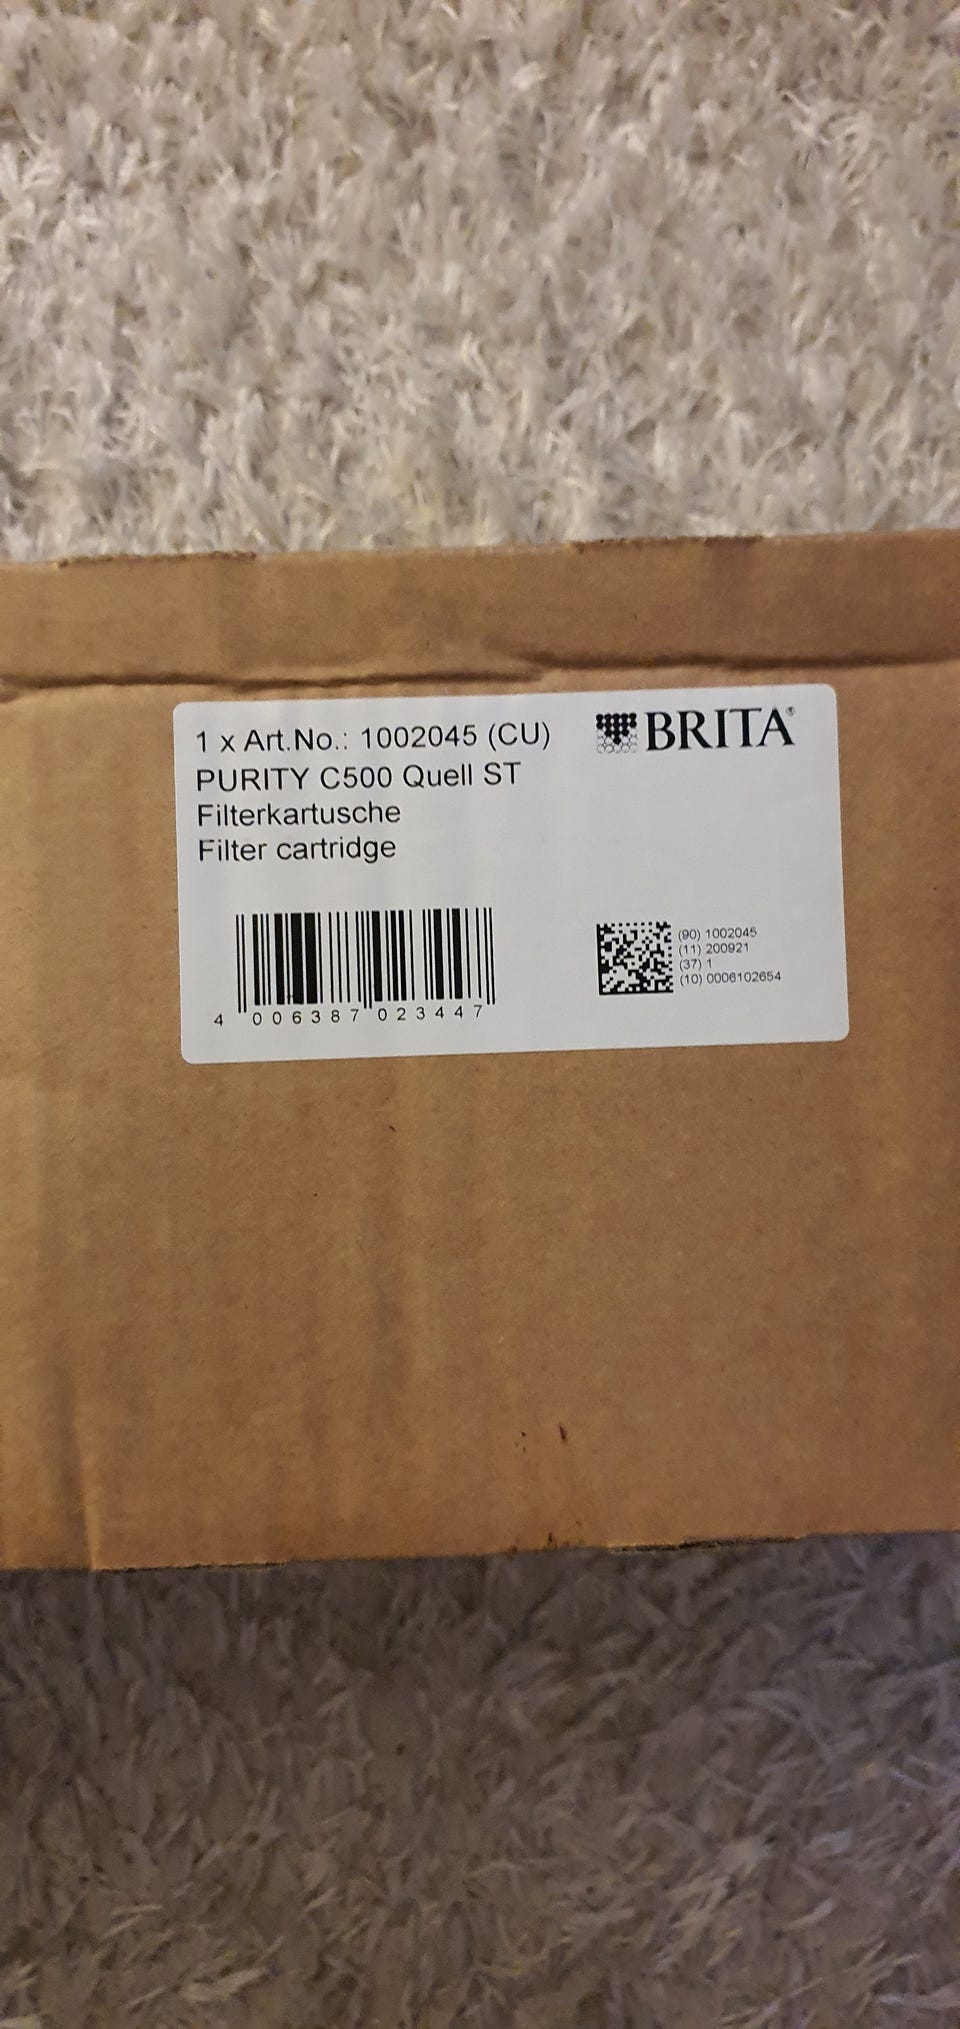 1 x Art.No.: 1002045 (CU)
BRITA®
PURITY C500 Quell ST
Filterkartusche
Filter cartridge
4 006387 023447
(90) 1002045
(11) 200921
(37) 1
(10) 0006102654